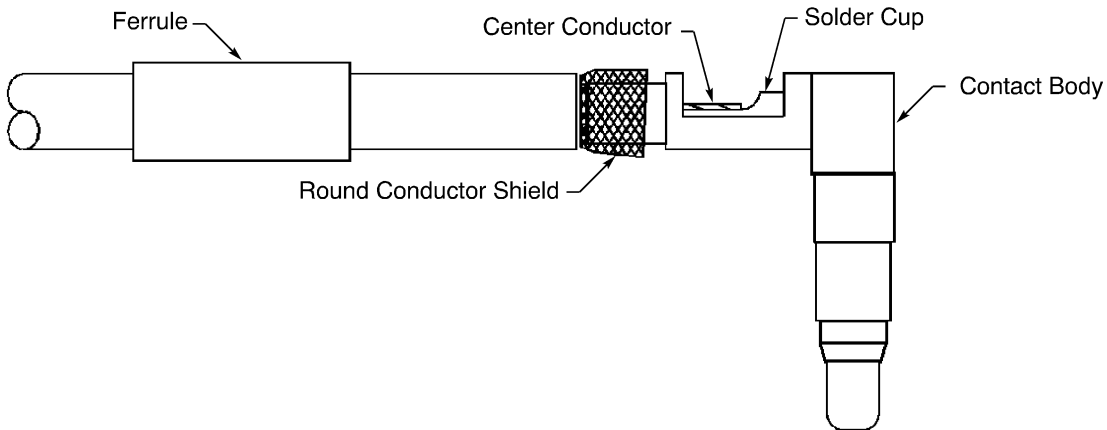 Ferrule
Center Conductor
Solder Cup
Contact Body
Round Conductor Shield